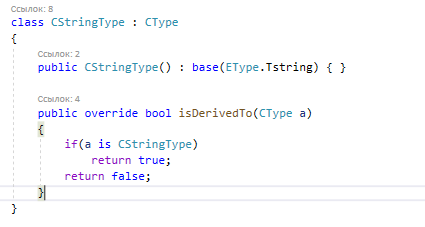 Ссылок: 8
class CStringType : CType
{
Ссылок: 2
public CStringType() : base(EType.Tstring) { }
Ссылок: 4
public override bool isDerivedTo(CType a)
{
if(a is CStringType)
return true;
return false;
}
}